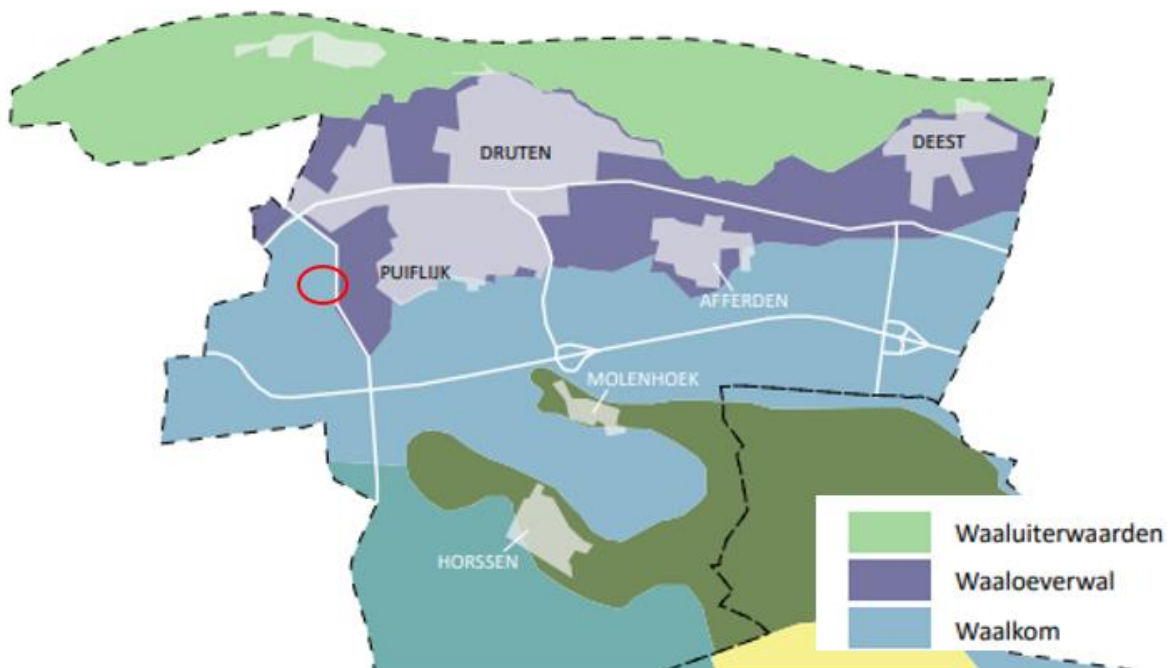 DRUTEN
DEEST
PUIFLIJK
AFFERDEN
MOLENHOEK
HORSSEN
Waaluiterwaarden
Waaloeverwal
Waalkom